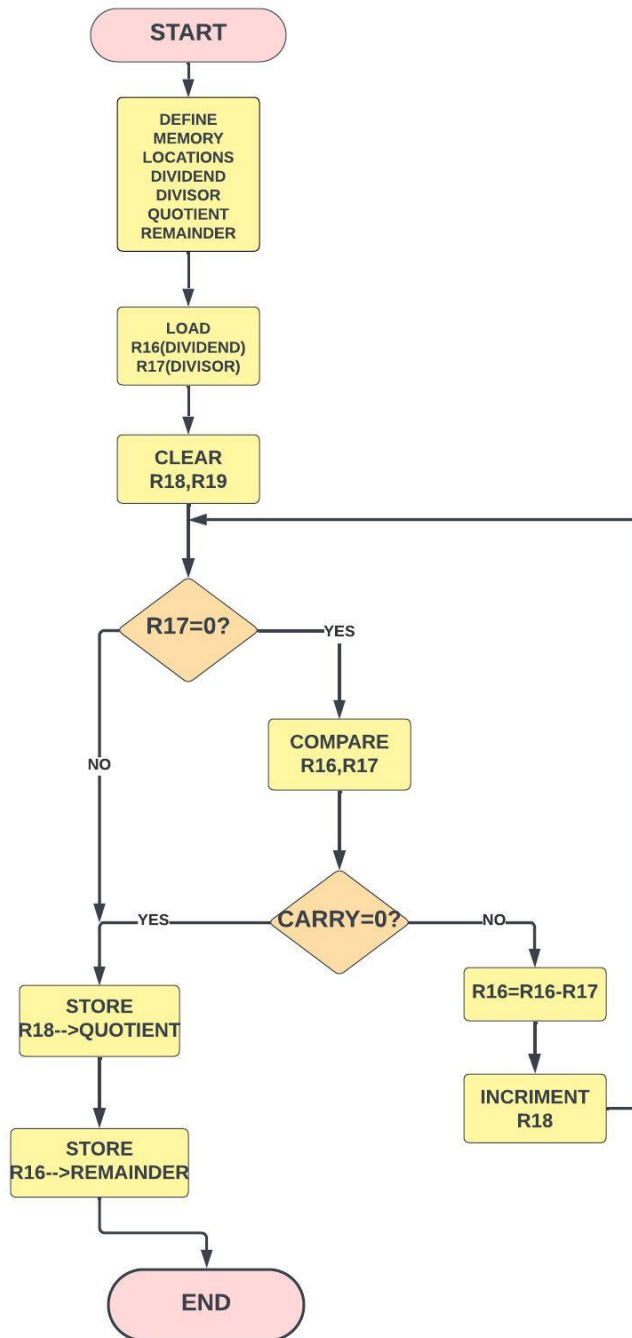 START
DEFINE
MEMORY
LOCATIONS
DIVIDEND
DIVISOR
QUOTIENT
REMAINDER
LOAD
R16(DIVIDEND)
R17(DIVISOR)
CLEAR
R18,R19
R17=0?
YES
COMPARE
R16,R17
NO
CARRY=0?
YES
NO
R16=R16-R17
STORE
R18-->QUOTIENT
INCRIMENT
R18
STORE
R16-->REMAINDER
END